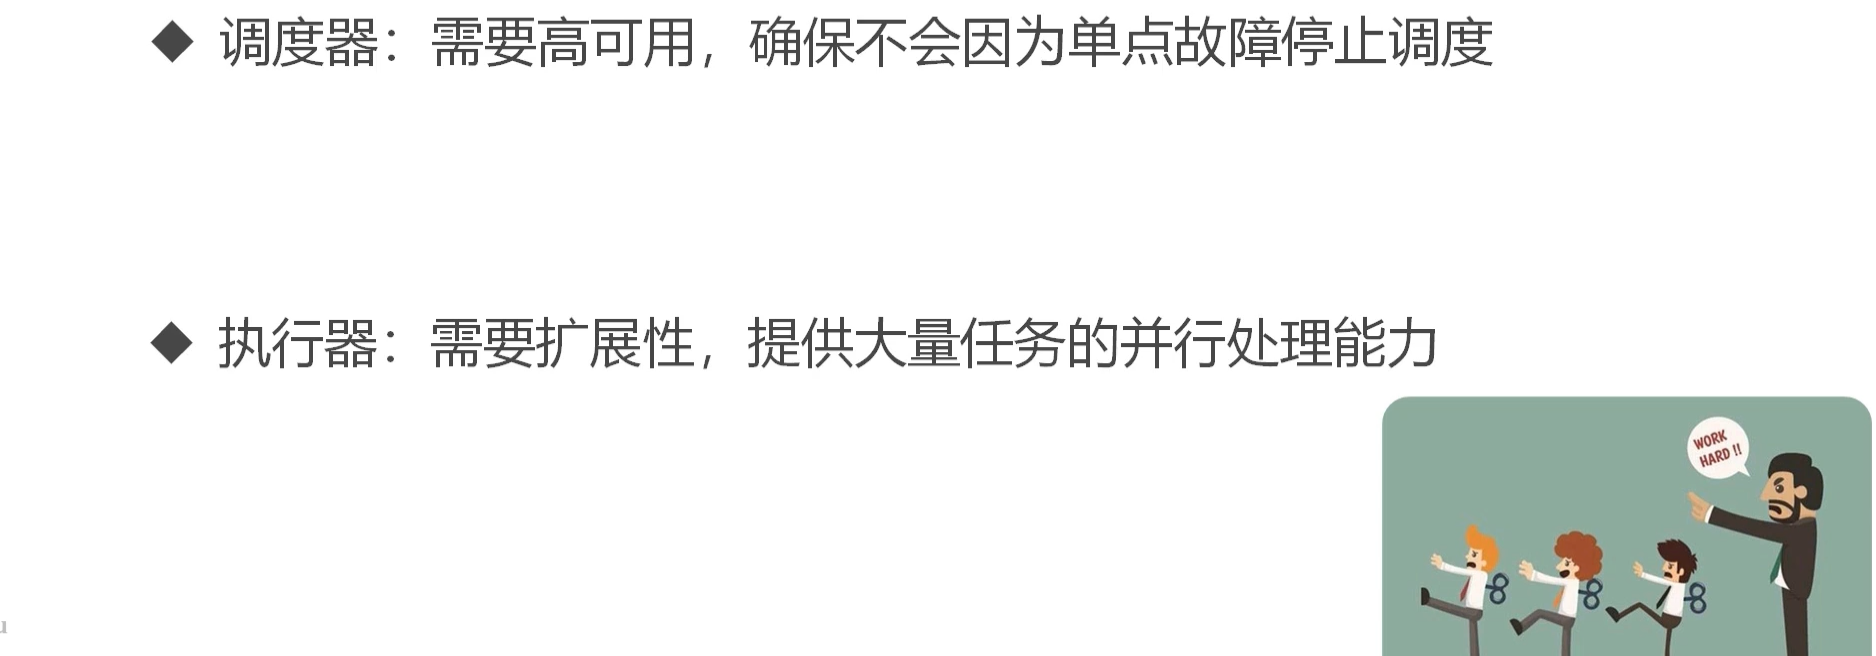 ◆ 调度器：需要高可用，确保不会因为单点故障停止调度
◆ 执行器：需要扩展性，提供大量任务的并行处理能力
WORK
HARD !!
u